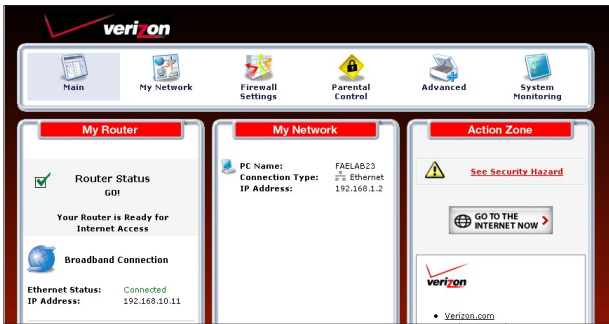 verizon
Main
My Network
Firewall
Settings
Parental
Control
Advanced
System
Monitoring
My Router
Router Status
GO!
Your Router is Ready for
Internet Access
Broadband Connection
Ethernet Status: Connected
IP Address: 192.168.10.11
My Network
PC Name: FAELAB23
Connection Type: Ethernet
IP Address: 192.168.1.2
Action Zone
See Security Hazard
GO TO THE
INTERNET NOW
verizon
Verizon.com